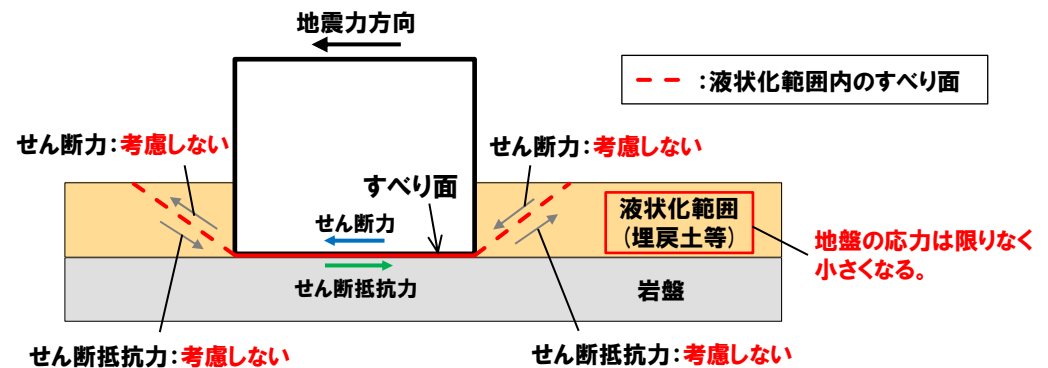 地震力方向
:液状化範囲内のすべり面
せん断力:考慮しない
せん断力:考慮しない
すべり面
せん断力
液状化範囲
(埋戻土等)
地盤の応力は限りなく
小さくなる。
せん断抵抗力
岩盤
せん断抵抗力:考慮しない
せん断抵抗力:考慮しない